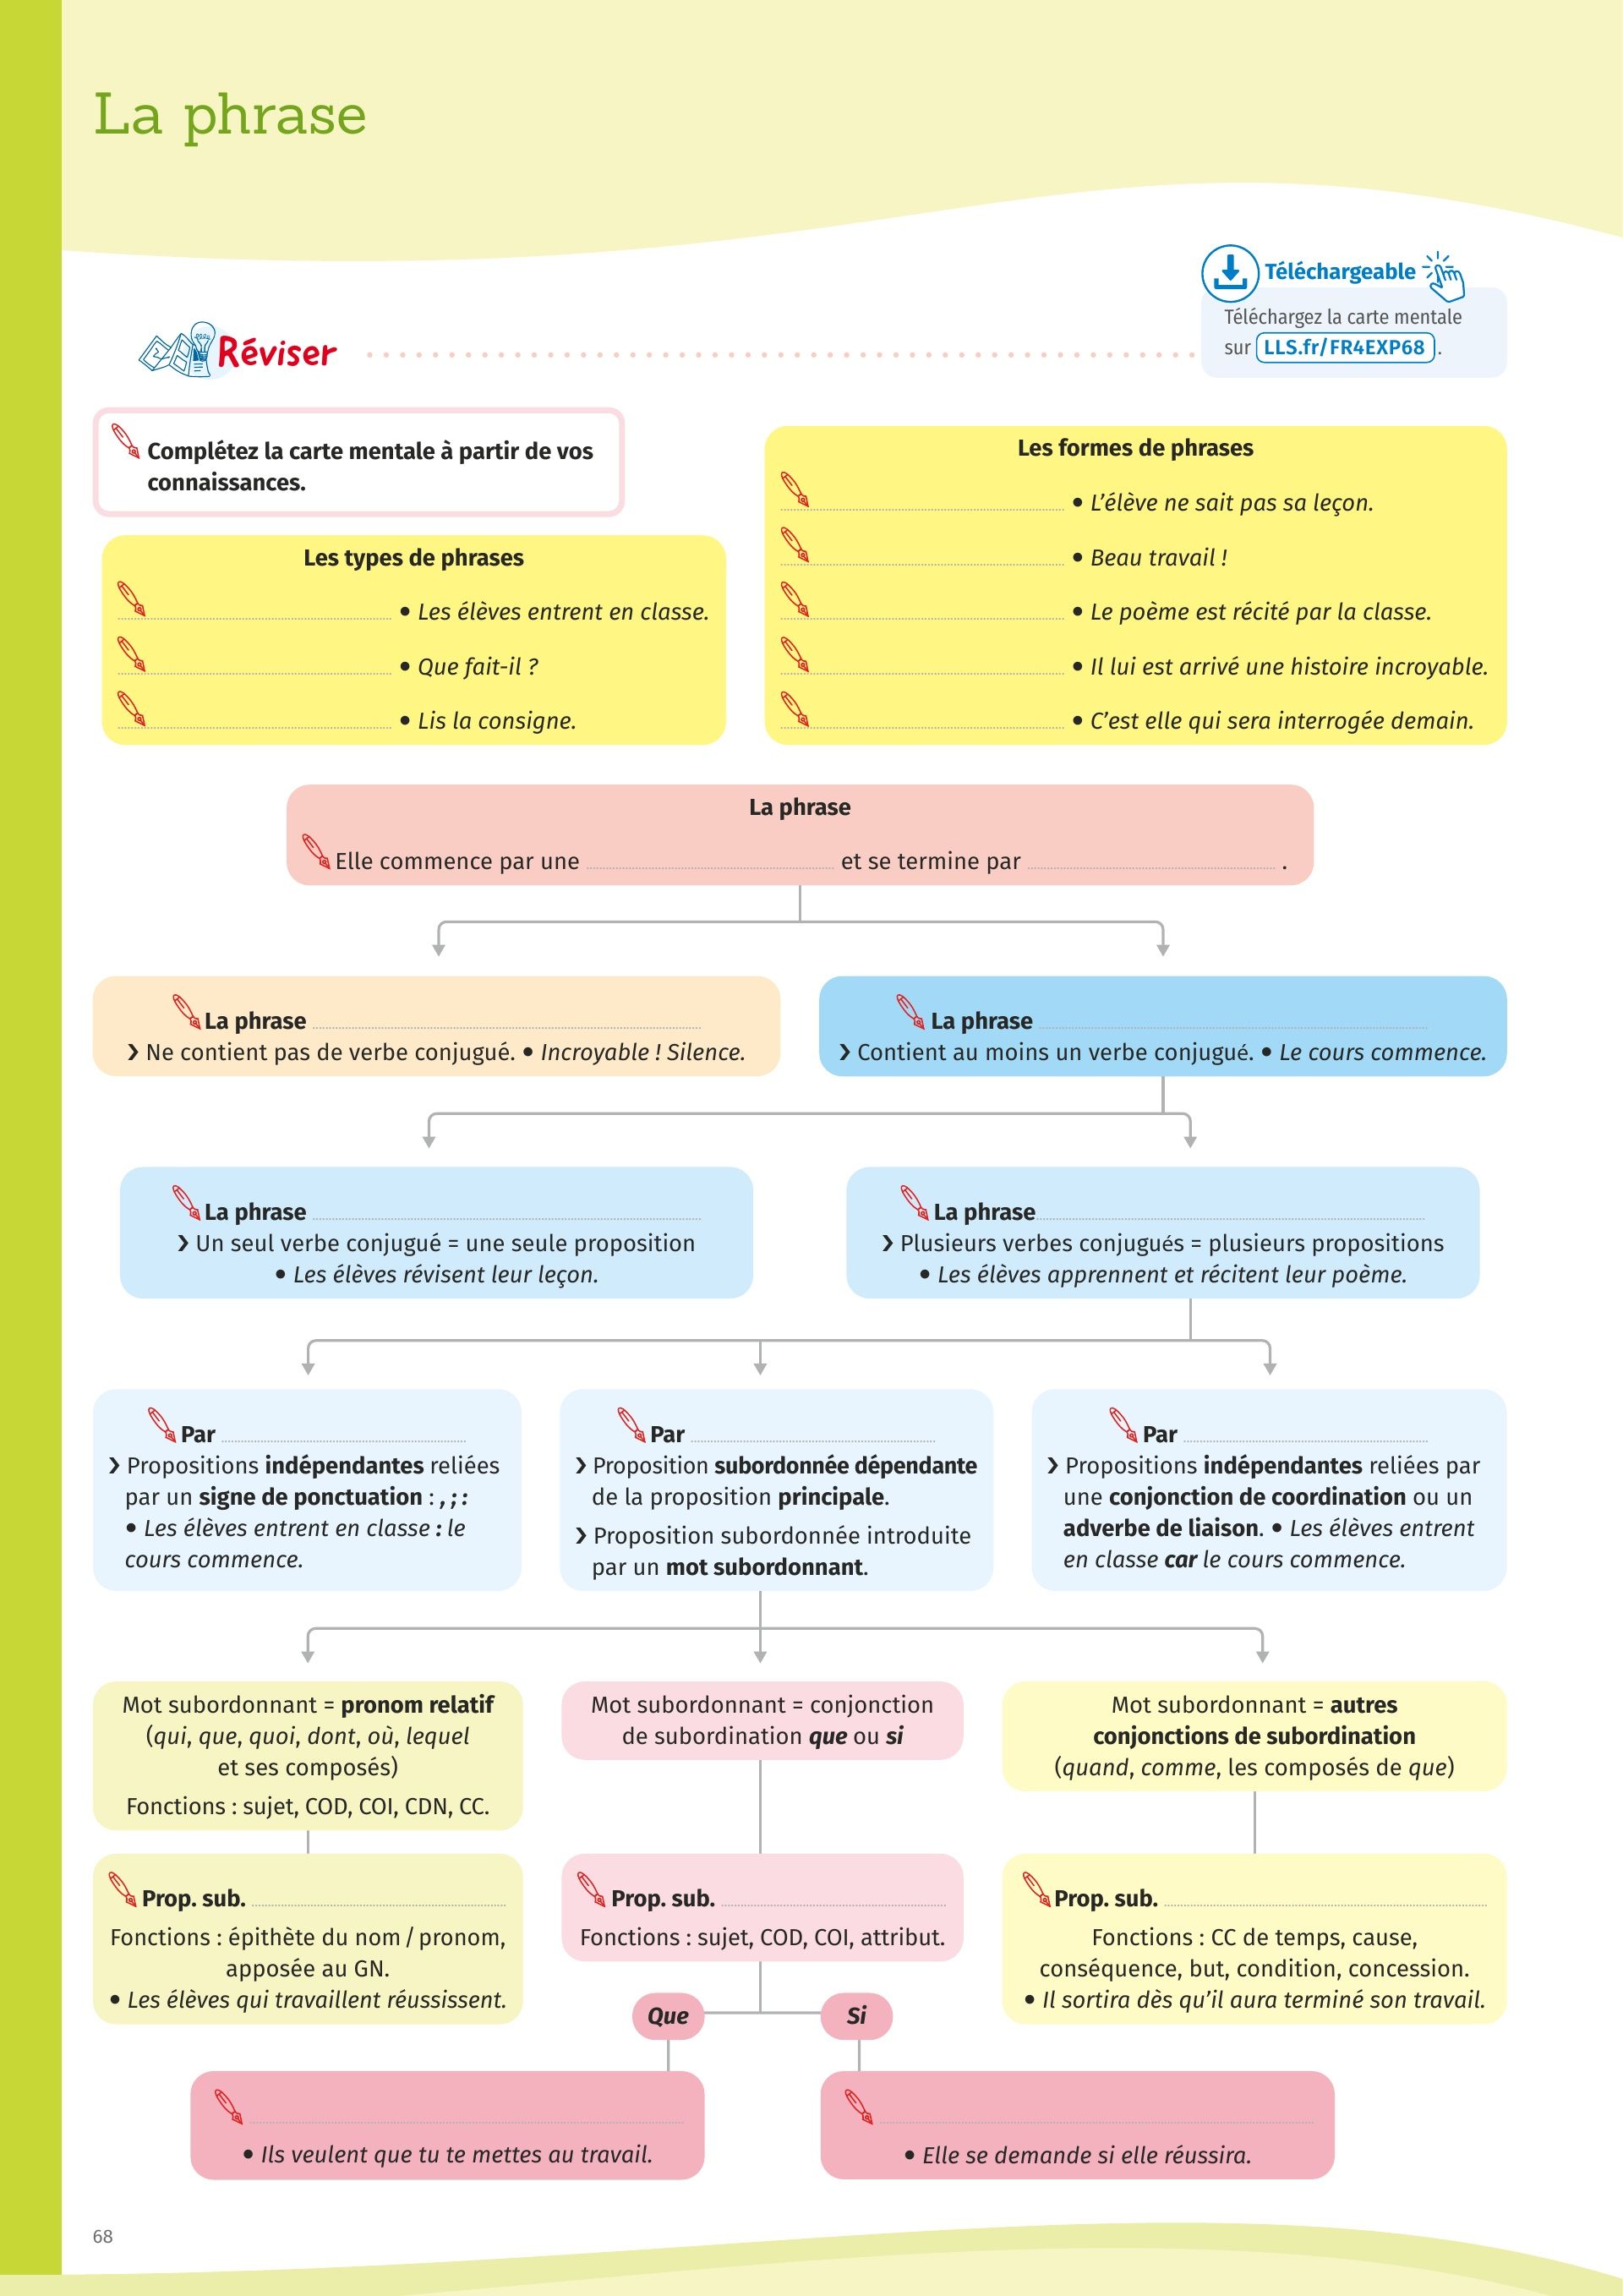 La phrase
Téléchargeable
Téléchargez la carte mentale
sur LLS.fr/FR4EXP68 .
Réviser
Complétez la carte mentale à partir de vos
connaissances.
Les types de phrases
• Les élèves entrent en classe.
• Que fait-il ?
• Lis la consigne.
Les formes de phrases
• L’élève ne sait pas sa leçon.
• Beau travail !
• Le poème est récité par la classe.
• Il lui est arrivé une histoire incroyable.
• C’est elle qui sera interrogée demain.
La phrase
Elle commence par une et se termine par .
La phrase
› Ne contient pas de verbe conjugué. • Incroyable ! Silence.
La phrase
› Contient au moins un verbe conjugué. • Le cours commence.
La phrase
› Un seul verbe conjugué = une seule proposition
• Les élèves révisent leur leçon.
La phrase
› Plusieurs verbes conjugués = plusieurs propositions
• Les élèves apprennent et récitent leur poème.
Par
› Propositions indépendantes reliées
par un signe de ponctuation : , ; :
• Les élèves entrent en classe : le
cours commence.
Par
› Proposition subordonnée dépendante
de la proposition principale.
› Proposition subordonnée introduite
par un mot subordonnant.
Par
› Propositions indépendantes reliées par
une conjonction de coordination ou un
adverbe de liaison. • Les élèves entrent
en classe car le cours commence.
Mot subordonnant = pronom relatif
(qui, que, quoi, dont, où, lequel
et ses composés)
Fonctions : sujet, COD, COI, CDN, CC.
Mot subordonnant = conjonction
de subordination que ou si
Mot subordonnant = autres
conjonctions de subordination
(quand, comme, les composés de que)
Prop. sub.
Fonctions : épithète du nom / pronom,
apposée au GN.
• Les élèves qui travaillent réussissent.
Prop. sub.
Fonctions : sujet, COD, COI, attribut.
Prop. sub.
Fonctions : CC de temps, cause,
conséquence, but, condition, concession.
• Il sortira dès qu’il aura terminé son travail.
Que
Si
• Ils veulent que tu te mettes au travail.
• Elle se demande si elle réussira.
68